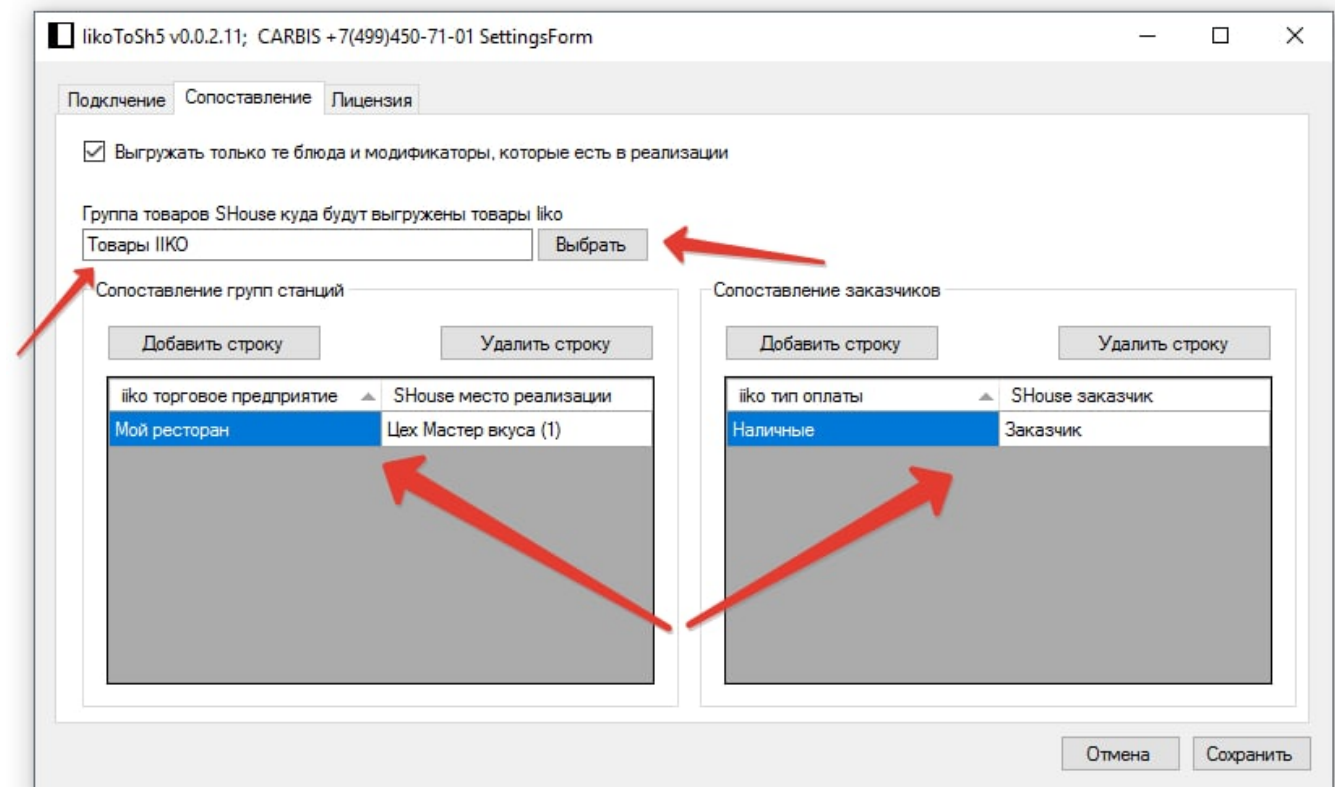 IikoToSh5 v0.0.2.11; CARBIS +7(499)450-71-01 SettingsForm
Подклчение Сопоставление Лицензия
Выгружать только те блюда и модификаторы, которые есть в реализации
Группа товаров SHouse куда будут выгружены товары Iiko
Товары IIKO Выбрать
Сопоставление групп станций Сопоставление заказчиков
Добавить строку Удалить строку Добавить строку Удалить строку
iiko торговое предприятие SHouse место реализации iiko тип оплаты SHouse заказчик
Мой ресторан Цех Мастер вкуса (1) Наличные Заказчик
Отмена Сохранить